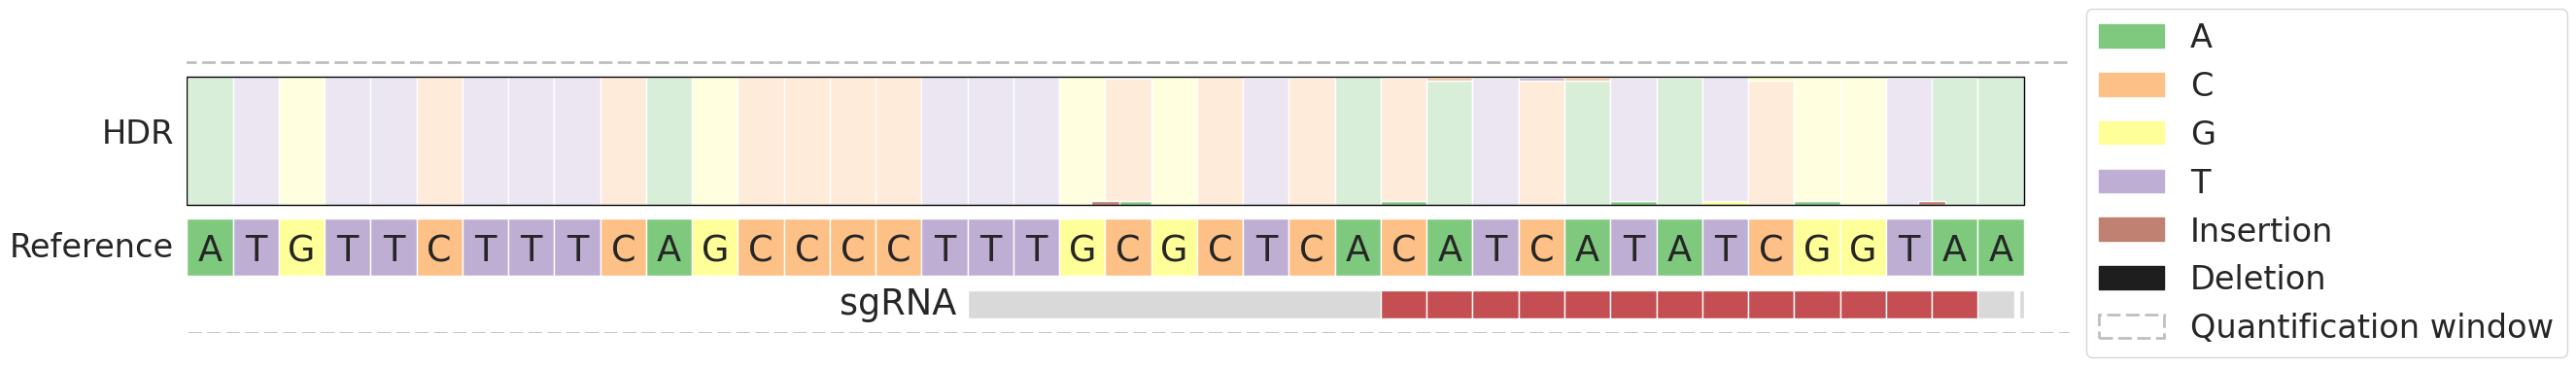 HDR
Reference A T G T T C T T T C A G C C C C T T T G C G C T C A C A T C A T A T C G G T A A
sgRNA
A
C
G
T
Insertion
Deletion
Quantification window